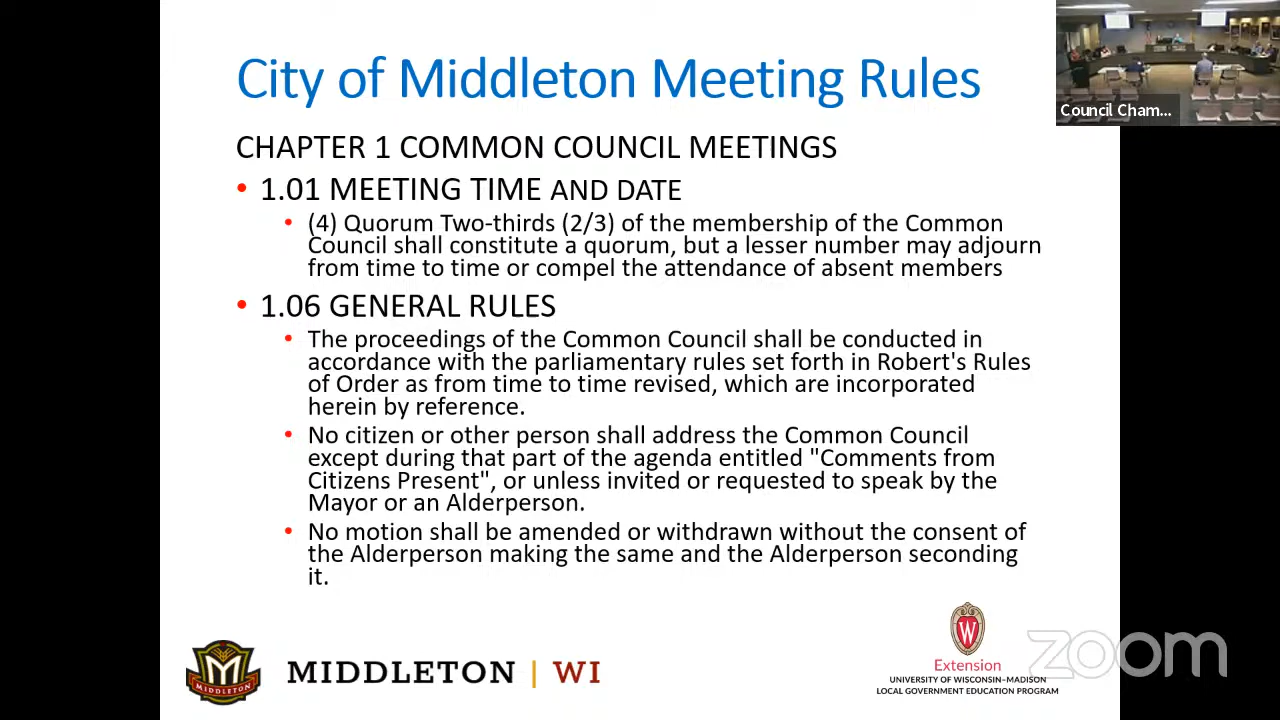 City of Middleton Meeting Rules
Council Cham...
CHAPTER 1 COMMON COUNCIL MEETINGS
• 1.01 MEETING TIME AND DATE
• (4) Quorum Two-thirds (2/3) of the membership of the Common
Council shall constitute a quorum, but a lesser number may adjourn
from time to time or compel the attendance of absent members
• 1.06 GENERAL RULES
• The proceedings of the Common Council shall be conducted in
accordance with the parliamentary rules set forth in Robert's Rules
of Order as from time to time revised, which are incorporated
herein by reference.
• No citizen or other person shall address the Common Council
except during that part of the agenda entitled "Comments from
Citizens Present", or unless invited or requested to speak by the
Mayor or an Alderperson.
• No motion shall be amended or withdrawn without the consent of
the Alderperson making the same and the Alderperson seconding
it.
M
MIDDLETON
MIDDLETON | WI
W
Extension
UNIVERSITY OF WISCONSIN–MADISON
LOCAL GOVERNMENT EDUCATION PROGRAM
zoom